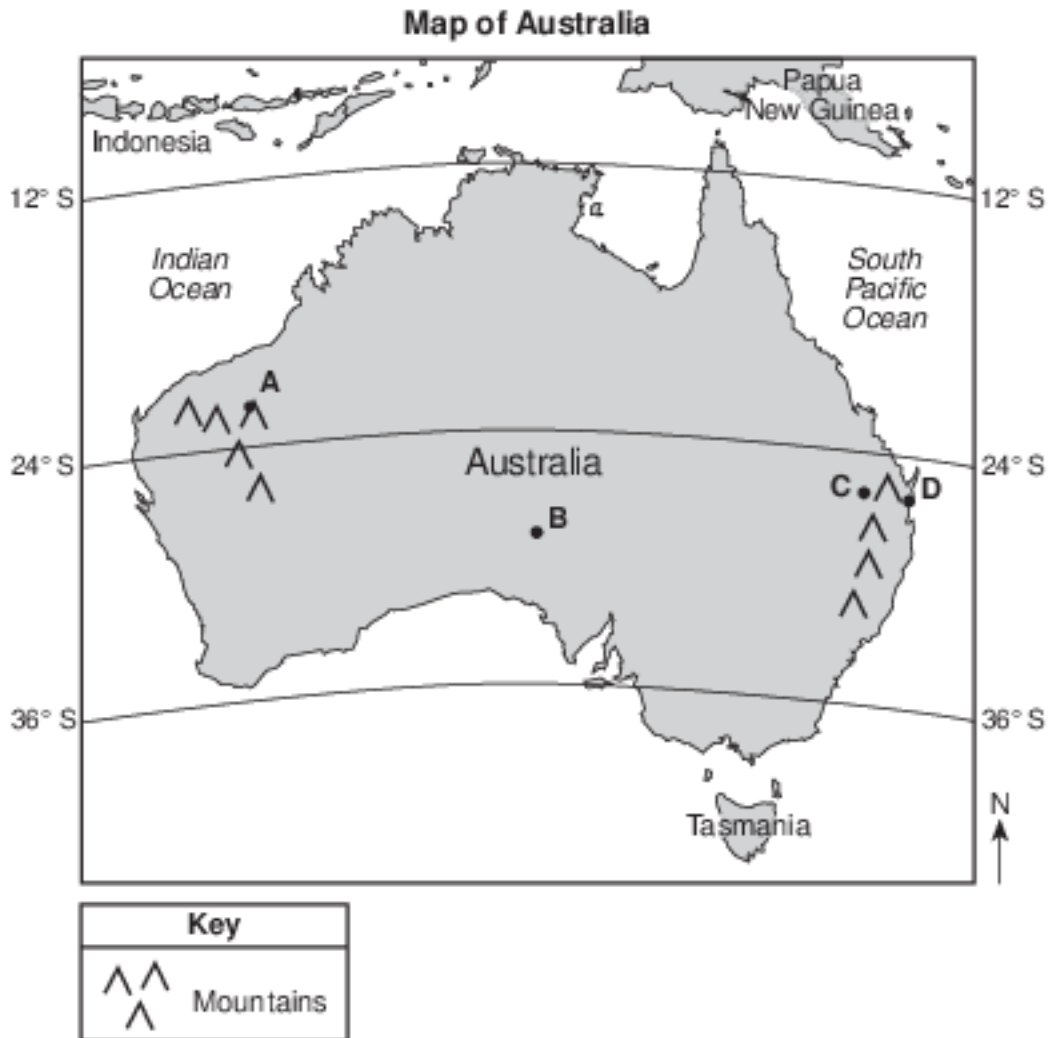 Map of Australia
Papua
New Guinea
Indonesia
12° S
12° S
Indian
Ocean
South
Pacific
Ocean
A
24° S
24° S
Australia
C
D
B
36° S
36° S
N
Tasmania
Key
Mountains